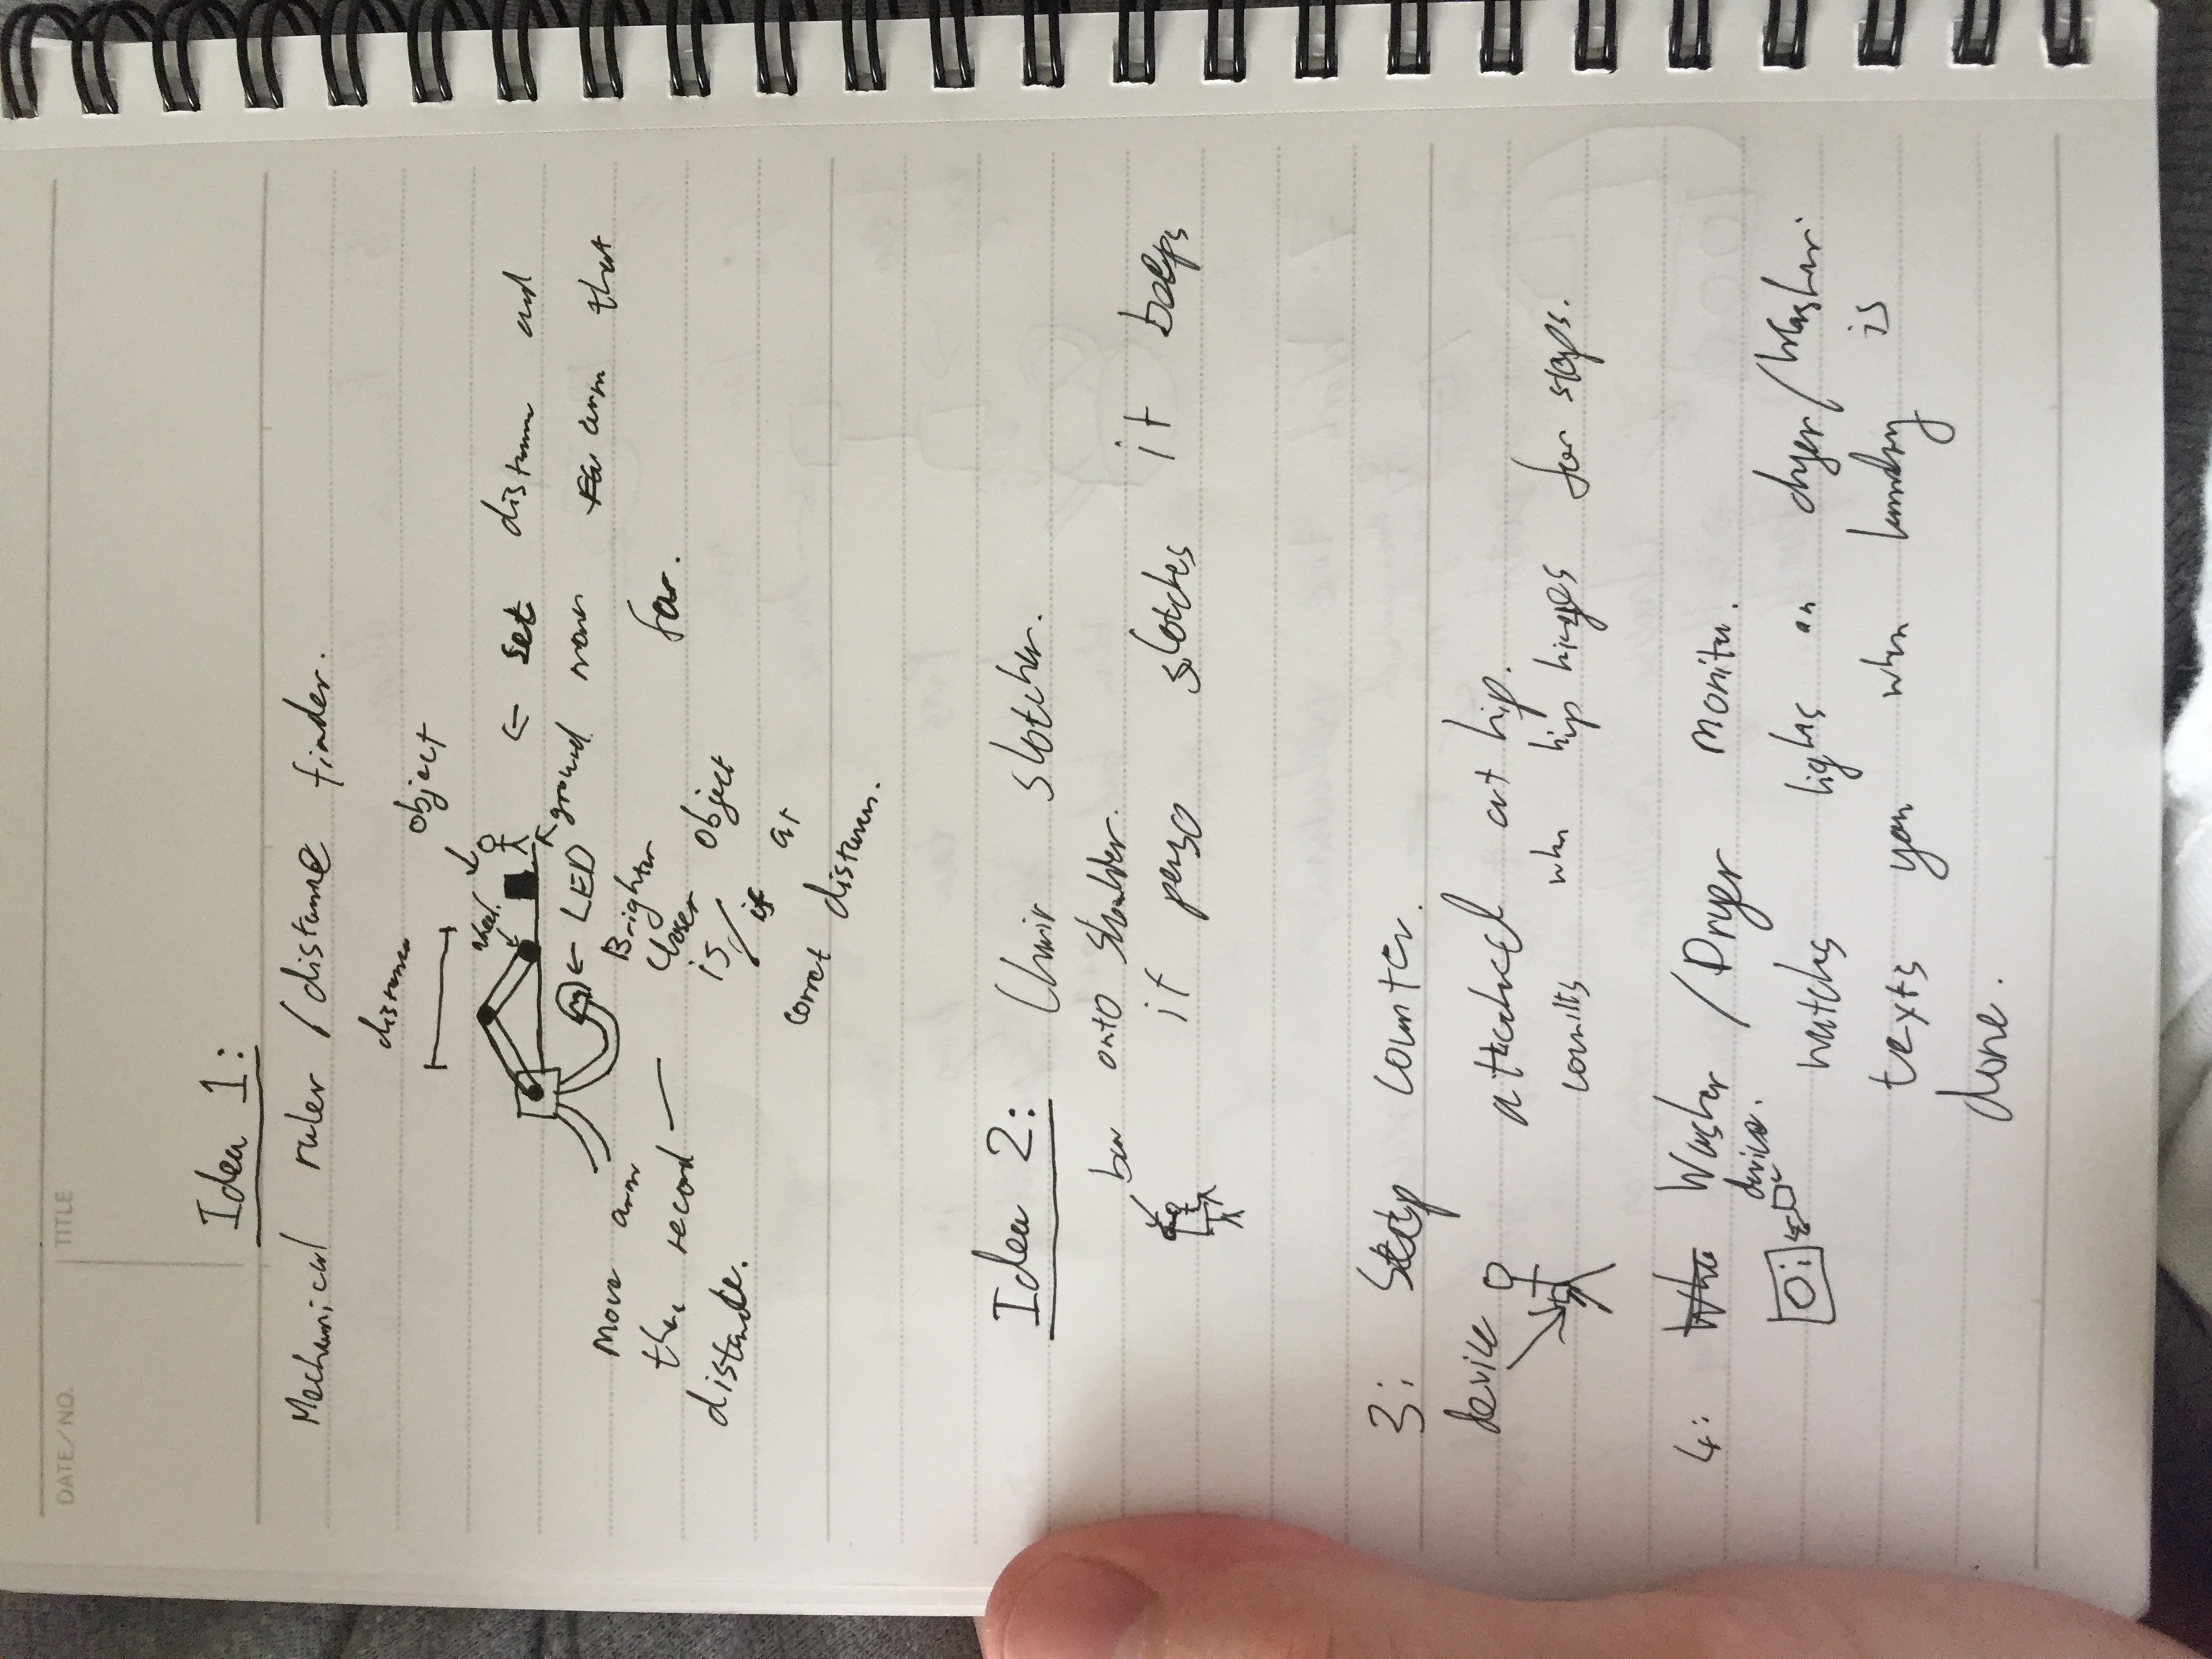 DATE/NO.
TITLE
Idea 1:
Mechanical ruler / distance finder.
distance
object
wheel.
← set distance and
ground
move arm that
far.
← LED
Brighter
closer object
is / if at
correct distance.
Move arm
then record
distance.
Idea 2: Chair slotcher.
bar onto shoulder.
if perso slotches it beeps
3: Step counter.
device
attached at hip.
counts when hip hinges for steps.
4: Washer / Dryer monitor.
device.
watches lights on dryer/washer.
texts you when laundry is
done.